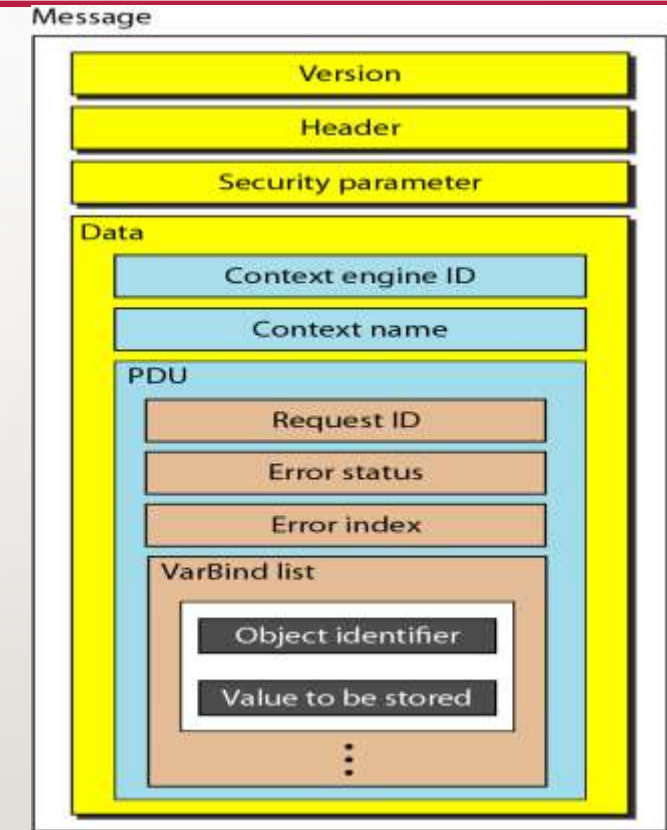 Message
Version
Header
Security parameter
Data
Context engine ID
Context name
PDU
Request ID
Error status
Error index
VarBind list
Object identifier
Value to be stored